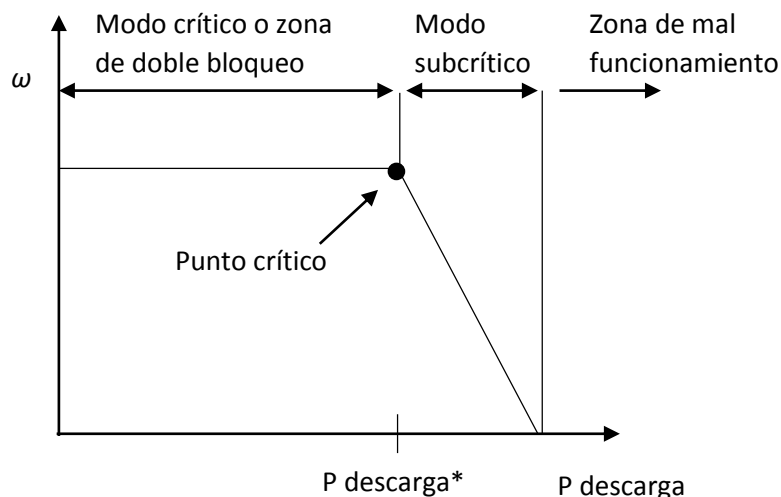 Modo crítico o zona
de doble bloqueo
Modo
subcrítico
Zona de mal
funcionamiento
ω
Punto crítico
P descarga*
P descarga